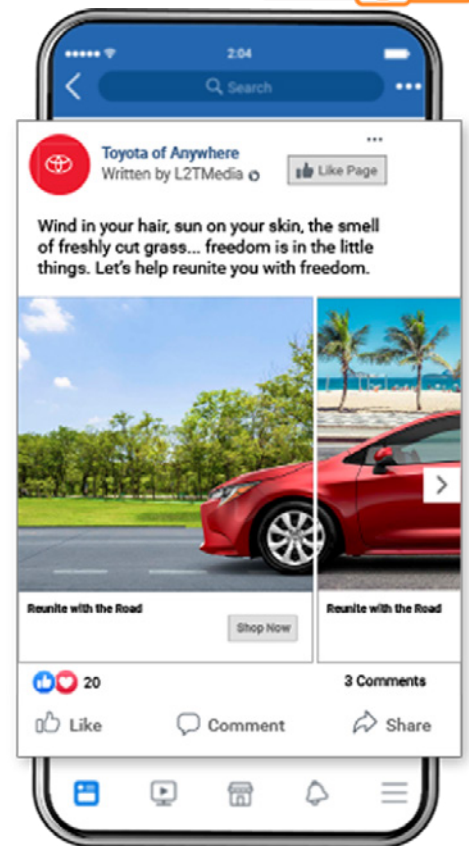 2:04
Search
Toyota of Anywhere
Written by L2TMedia
Like Page
Wind in your hair, sun on your skin, the smell
of freshly cut grass... freedom is in the little
things. Let's help reunite you with freedom.
Reunite with the Road
Shop Now
Reunite with the Road
20
3 Comments
Like
Comment
Share